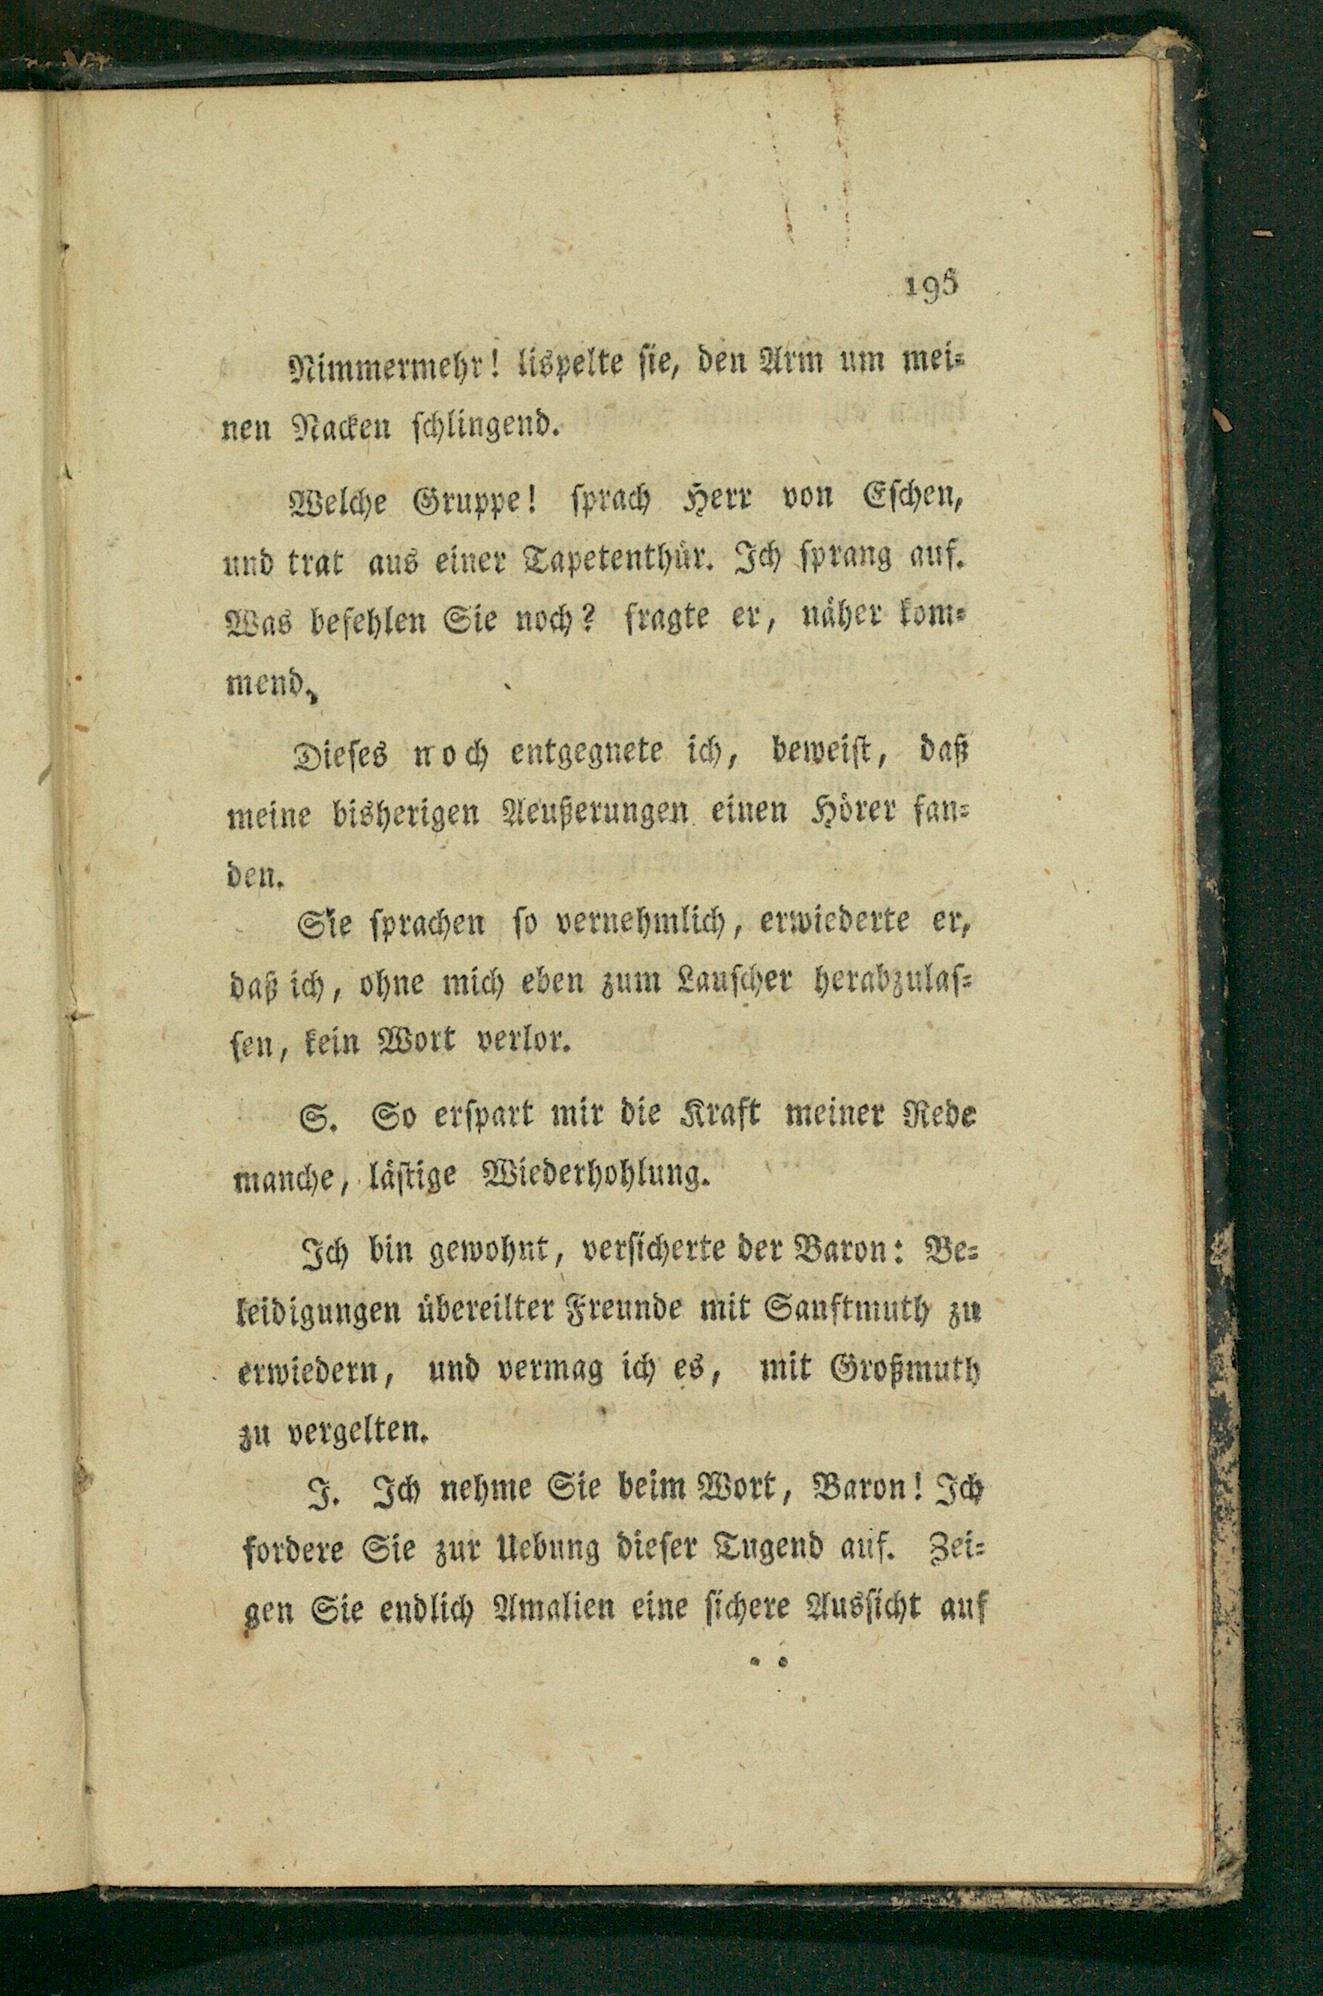 195
Nimmermehr! lispelte sie, den Arm um mei=
nen Nacken schlingend.
Welche Gruppe! sprach Herr von Eschen,
und trat aus einer Tapetenthür. Ich sprang auf.
Was befehlen Sie noch? fragte er, näher kom=
mend.
Dieses noch entgegnete ich, beweist, daß
meine bisherigen Aeußerungen einen Hörer fan=
den.
Sie sprachen so vernehmlich, erwiederte er,
daß ich, ohne mich eben zum Lauscher herabzulas=
sen, kein Wort verlor.
S. So erspart mir die Kraft meiner Rede
manche, lästige Wiederhohlung.
Ich bin gewohnt, versicherte der Baron: Be=
leidigungen übereilter Freunde mit Sanftmuth zu
erwiedern, und vermag ich es, mit Großmuth
zu vergelten.
J. Ich nehme Sie beim Wort, Baron! Ich
fordere Sie zur Uebung dieser Tugend auf. Zei=
gen Sie endlich Amalien eine sichere Aussicht auf